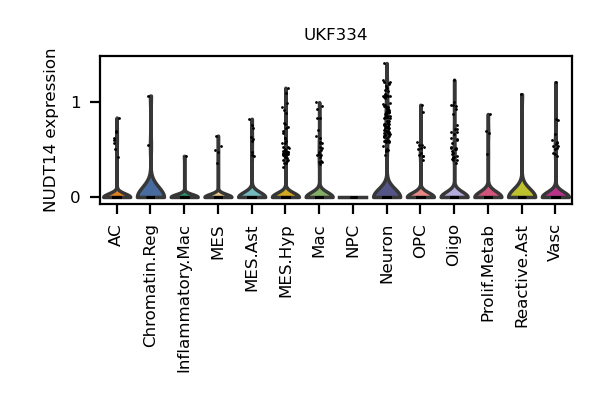 UKF334
NUDT14 expression
1
0
AC
Chromatin.Reg
Inflammatory.Mac
MES
MES.Ast
MES.Hyp
Mac
NPC
Neuron
OPC
Oligo
Prolif.Metab
Reactive.Ast
Vasc